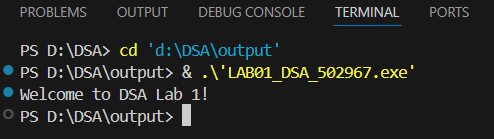 PROBLEMS OUTPUT DEBUG CONSOLE TERMINAL PORTS
PS D:\DSA> cd 'd:\DSA\output'
PS D:\DSA\output> & .\'LAB01_DSA_502967.exe'
Welcome to DSA Lab 1!
PS D:\DSA\output>